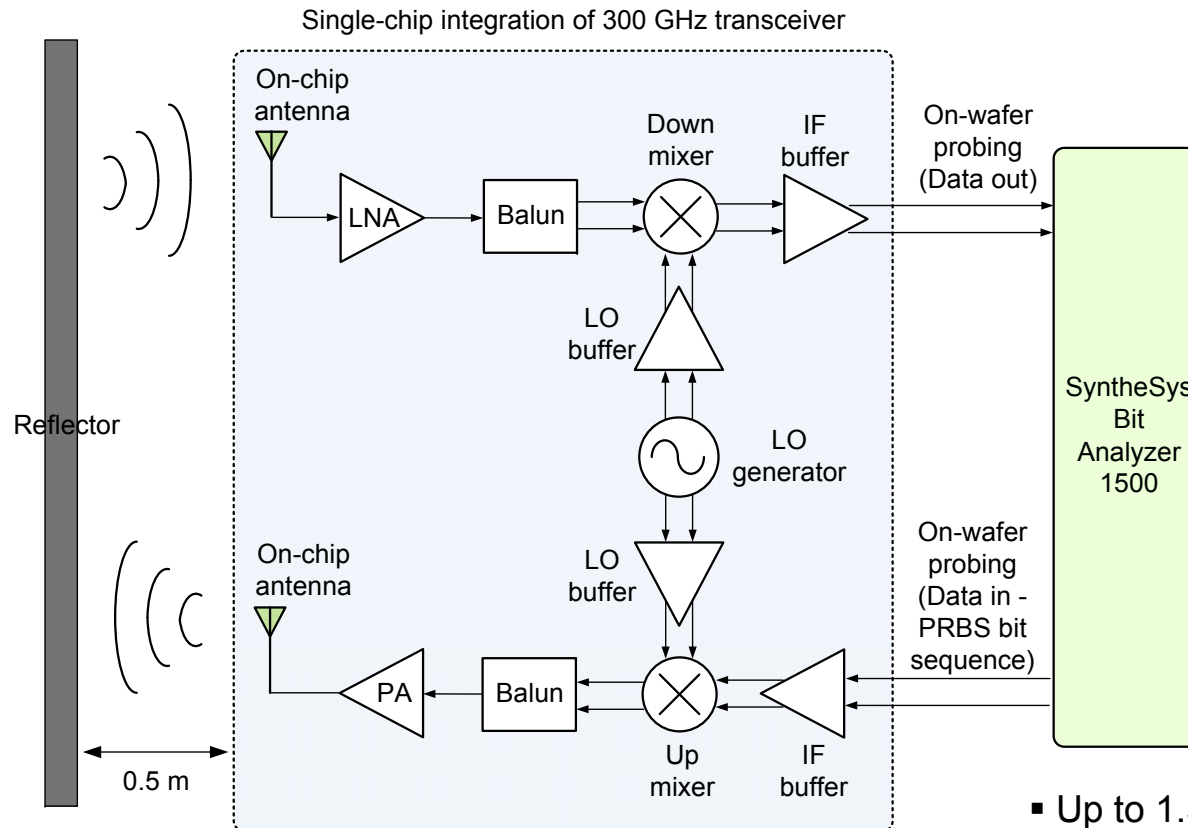 Single-chip integration of 300 GHz transceiver
On-chip
antenna
LNA
Balun
Down
mixer
IF
buffer
On-wafer
probing
(Data out)
LO
buffer
Reflector
LO
generator
SyntheSys
Bit
Analyzer
1500
On-chip
antenna
LO
buffer
On-wafer
probing
(Data in -
PRBS bit
sequence)
PA
Balun
Up
mixer
IF
buffer
0.5 m
▪ Up to 1.